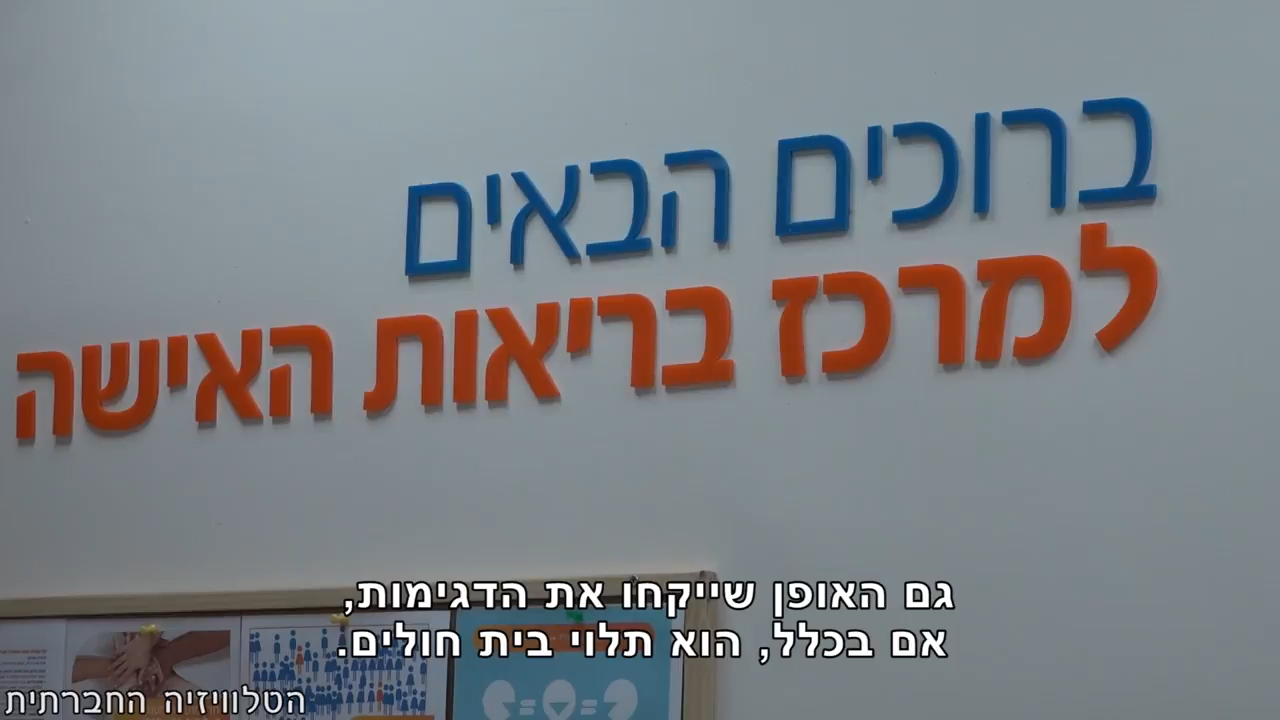 ברוכים הבאים
למרכז בריאות האישה
גם האופן שייקחו את הדגימות,
אם בכלל, הוא תלוי בית חולים.
הטלוויזיה החברתית